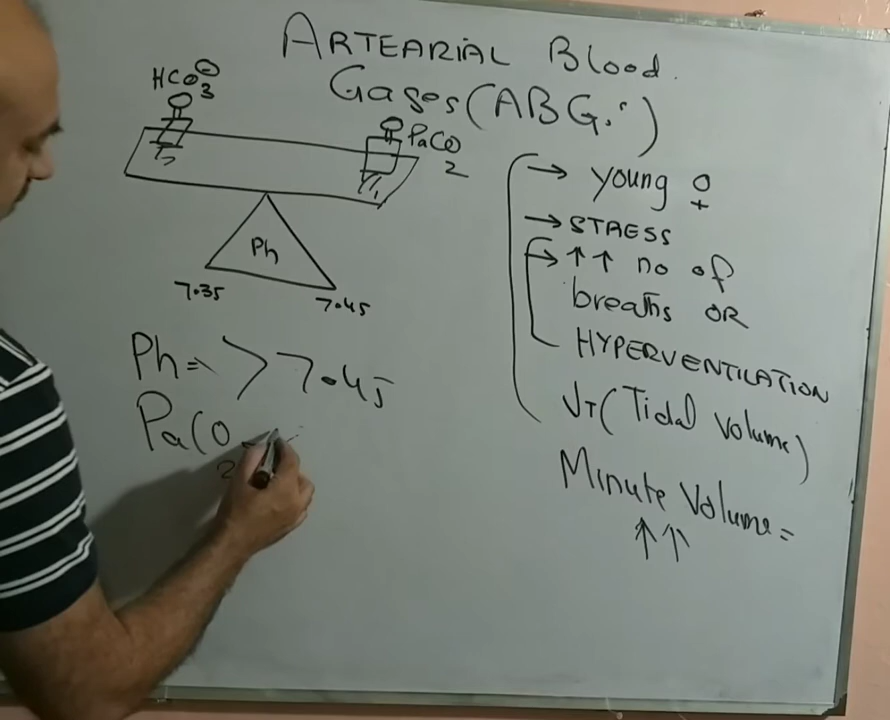 ARTEARIAL Blood.
Gases (ABG.s)
HCO3⊖
PaCO2
Ph
7.35
7.45
→ young ♀
→ STRESS
→ ↑↑ no of
breaths OR
HYPERVENTILATION
VT (Tidal volume)
Minute Volume =
↑↑
Ph => > 7.45
PaCO2